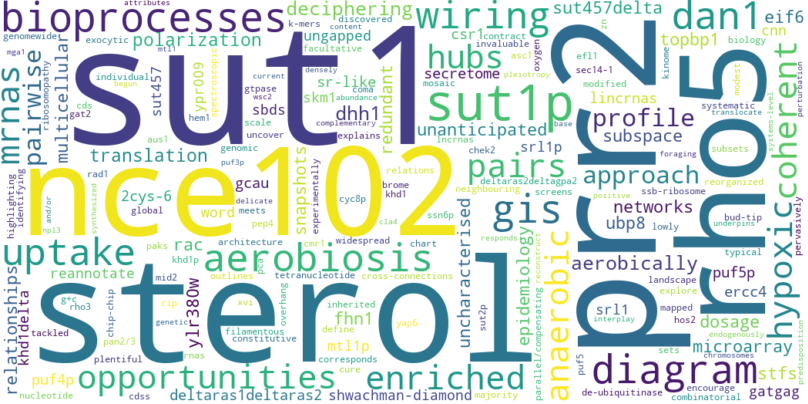 bioprocesses
attributes
k-mers
discovered
content
deciphering
facultative
wiring
sut457delta
dan1
eif6
genomewide
exocytic
mtl1
polarization
ungapped
csr1
contract
invaluable
oxygen
zn
topbp1
cnn
mrnas
mga1
ribosomopathy
pairwise
multicellular
individual
sut457
ypr009
spectroscopic
current
gtpase
wsc2
densely
coma
abundance
sr-like
skm1
hubs
secretome
mosaic
asc1
pleiotropy
efl1
sec14-1
kinome
biology
modest
systems-level
translocate
perturbation
begun
cds
gat2
sut1
hem1
scale
uncover
sbds
complementary
explains
redundant
dhh1
lincrnas
lncrnas
sut1p
modified
base
prr2
profile
systematic
subsets
coherent
unanticipated
chek2
srl1p
subspace
foraging
reorganized
translation
aus1
puf3p
genomic
rad1
pairs
neighbouring
deltaras2deltagpa2
screens
approach
ssb-ribosome
positive
rho5
highlighting
identifying
and/or
npl3
synthesized
nce102
2cys-6
global
gcau
word
delicate
meets
pep4
snapshots
experimentally
relations
brome
khd1
cyc8p
ssn6p
cla4
gis
networks
ubp8
bud-tip
lowly
underpins
typical
pervasively
hypoxic
uptake
rac
paks
khd1p
architecture
cmr1
widespread
chart
responds
reconstruct
aerobiosis
uncharacterised
epidemiology
parallel/compensating
anaerobic
aerobically
puf5p
landscape
explore
ercc4
reannotate
mid2
outlines
pca
tetranucleotide
cross-connections
relationships
khd1delta
g+c
rho3
chip-chip
pan2/3
tackled
ylr380w
rip
xvi
overhang
inherited
fhn1
define
mtl1p
sut2p
srl1
interplay
mapped
hos2
dosage
endogenously
sterol
genetic
filamentous
constitutive
yap6
plentiful
puf4p
rnas
corresponds
cure
puf5
sets
microarray
chromosomes
stfs
predisposition
opportunities
enriched
diagram
de-ubiquitinase
encourage
combinatorial
gatgag
nucleotide
cdss
deltaras1deltaras2
shwachman-diamond
majority